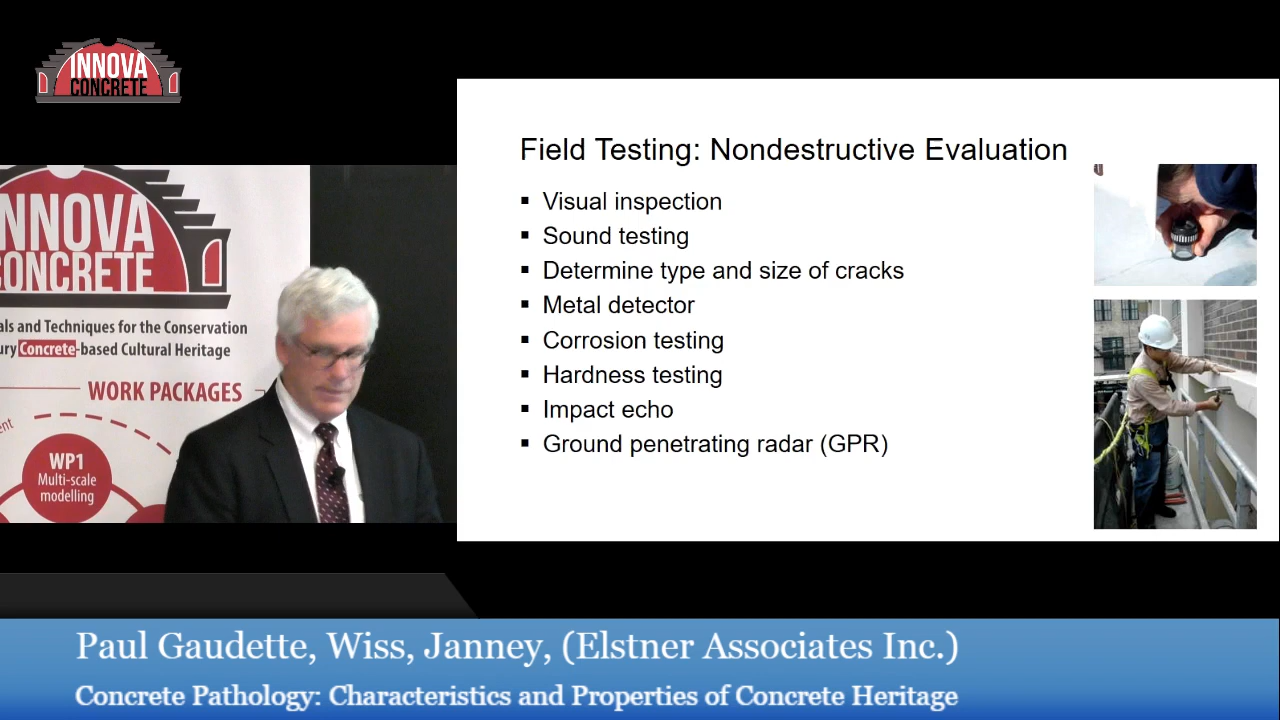 INNOVA
CONCRETE
Field Testing: Nondestructive Evaluation
▪ Visual inspection
▪ Sound testing
▪ Determine type and size of cracks
▪ Metal detector
▪ Corrosion testing
▪ Hardness testing
▪ Impact echo
▪ Ground penetrating radar (GPR)
NNOVA
CONCRETE
als and Techniques for the Conservation
ury Concrete-based Cultural Heritage
WORK PACKAGES
ent
WP1
Multi-scale
modelling
Paul Gaudette, Wiss, Janney, (Elstner Associates Inc.)
Concrete Pathology: Characteristics and Properties of Concrete Heritage